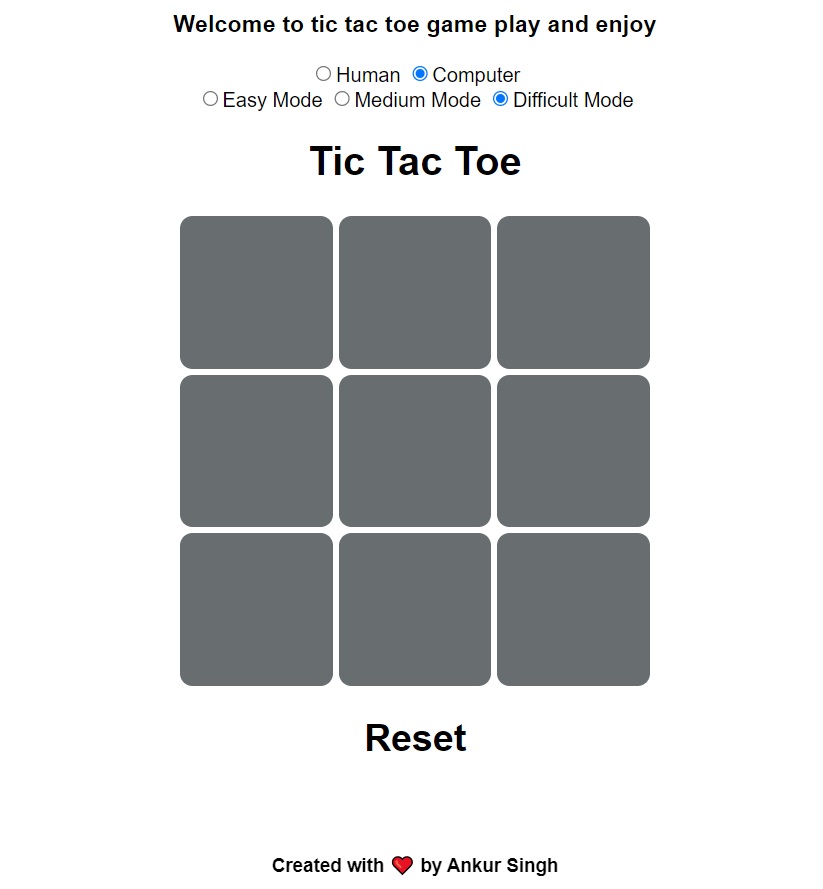 Welcome to tic tac toe game play and enjoy
Human Computer
Easy Mode Medium Mode Difficult Mode
Tic Tac Toe
Reset
Created with ❤️ by Ankur Singh